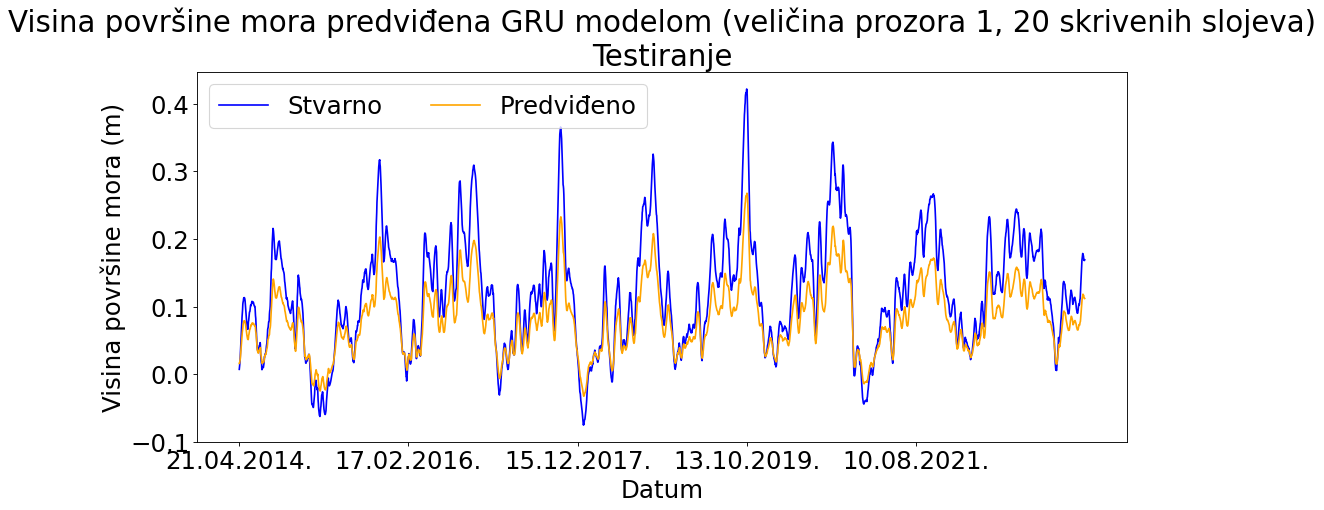 Visina površine mora predviđena GRU modelom (veličina prozora 1, 20 skrivenih slojeva)
Testiranje
Stvarno Predviđeno
Visina površine mora (m)
0.4
0.3
0.2
0.1
0.0
−0.1
21.04.2014. 17.02.2016. 15.12.2017. 13.10.2019. 10.08.2021.
Datum